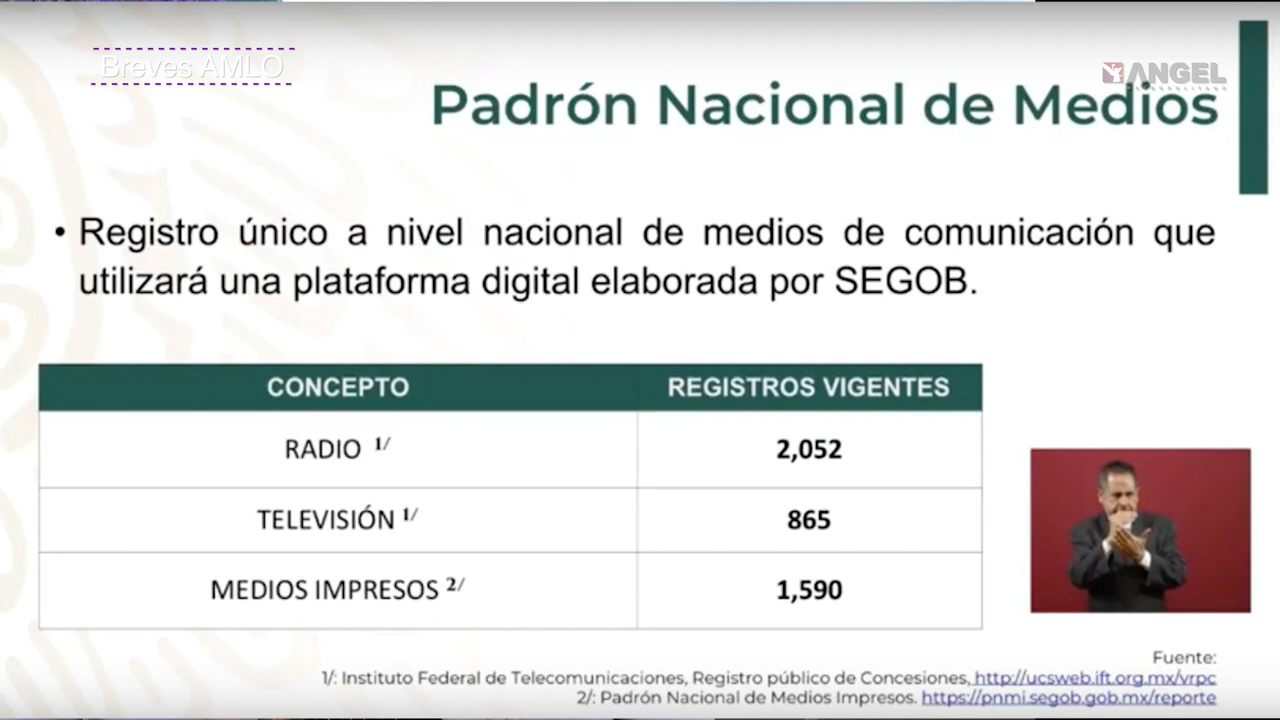 Breves AMLO
ANGEL
Padrón Nacional de Medios
• Registro único a nivel nacional de medios de comunicación que
utilizará una plataforma digital elaborada por SEGOB.
CONCEPTO REGISTROS VIGENTES
RADIO 1/ 2,052
TELEVISIÓN 1/ 865
MEDIOS IMPRESOS 2/ 1,590
Fuente:
1/: Instituto Federal de Telecomunicaciones, Registro público de Concesiones, http://ucsweb.ift.org.mx/vrpc
2/: Padrón Nacional de Medios Impresos. https://pnmi.segob.gob.mx/reporte